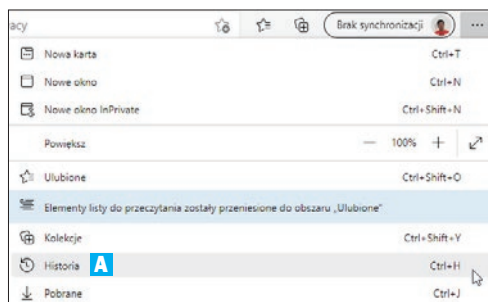 acy Brak synchronizacji ...
Nowa karta Ctrl+T
Nowe okno Ctrl+N
Nowe okno InPrivate Ctrl+Shift+N
Powiększ — 100% +
Ulubione Ctrl+Shift+O
Elementy listy do przeczytania zostały przeniesione do obszaru „Ulubione”
Kolekcje Ctrl+Shift+Y
Historia A Ctrl+H
Pobrane Ctrl+J